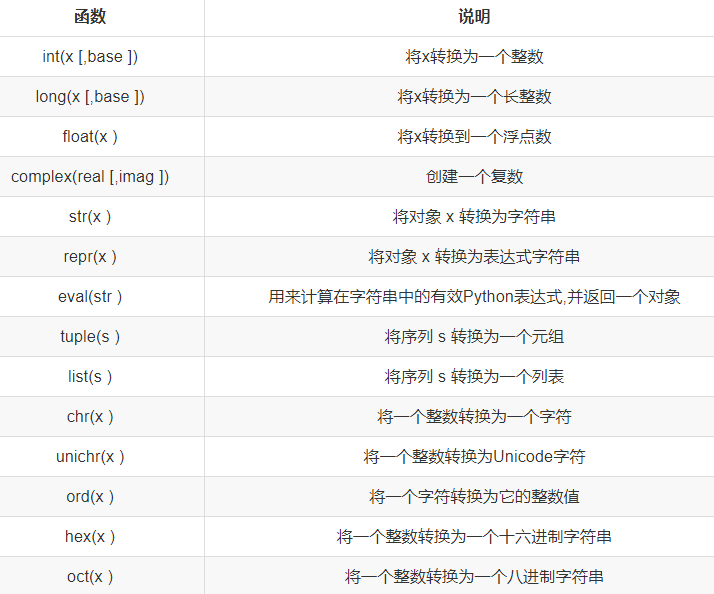 函数 说明
int(x [,base ]) 将x转换为一个整数
long(x [,base ]) 将x转换为一个长整数
float(x ) 将x转换到一个浮点数
complex(real [,imag ]) 创建一个复数
str(x ) 将对象 x 转换为字符串
repr(x ) 将对象 x 转换为表达式字符串
eval(str ) 用来计算在字符串中的有效Python表达式,并返回一个对象
tuple(s ) 将序列 s 转换为一个元组
list(s ) 将序列 s 转换为一个列表
chr(x ) 将一个整数转换为一个字符
unichr(x ) 将一个整数转换为Unicode字符
ord(x ) 将一个字符转换为它的整数值
hex(x ) 将一个整数转换为一个十六进制字符串
oct(x ) 将一个整数转换为一个八进制字符串